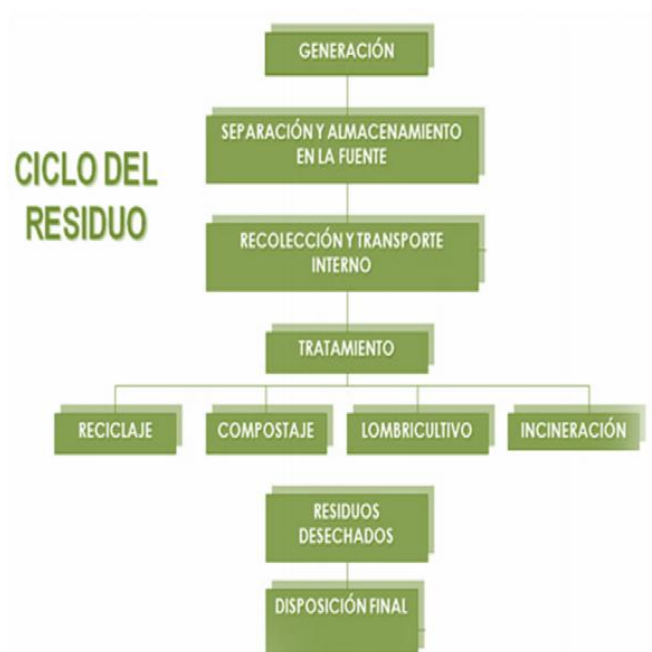 GENERACIÓN
SEPARACIÓN Y ALMACENAMIENTO
EN LA FUENTE
CICLO DEL
RESIDUO
RECOLECCIÓN Y TRANSPORTE
INTERNO
TRATAMIENTO
RECICLAJE
COMPOSTAJE
LOMBRICULTIVO
INCINERACIÓN
RESIDUOS
DESECHADOS
DISPOSICIÓN FINAL